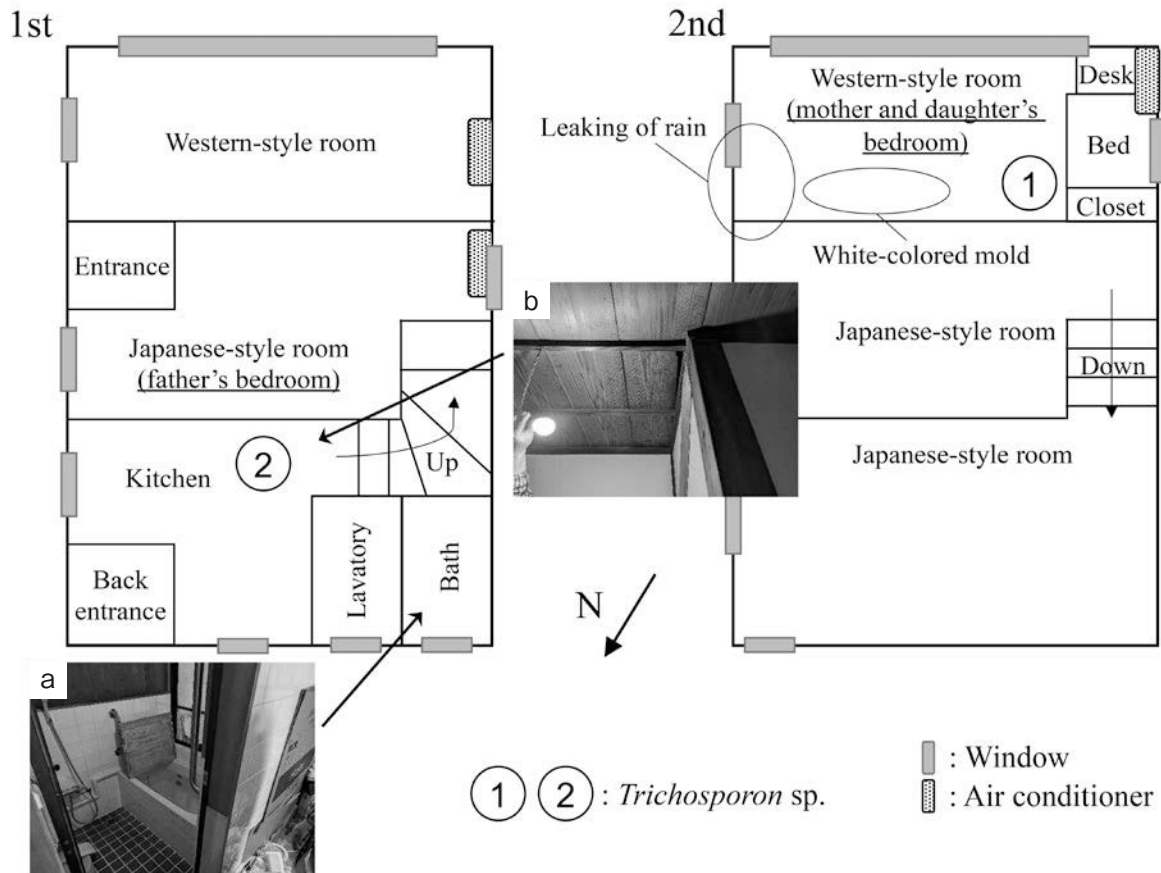 1st
Western-style room
Entrance
Japanese-style room
(father's bedroom)
2
Kitchen
Up
Lavatory
Bath
Back
entrance
a
2nd
Western-style room
(mother and daughter's
bedroom)
Desk
Bed
Closet
1
Leaking of rain
White-colored mold
b
Japanese-style room
Down
Japanese-style room
N
1 2 : Trichosporon sp.
: Window
: Air conditioner